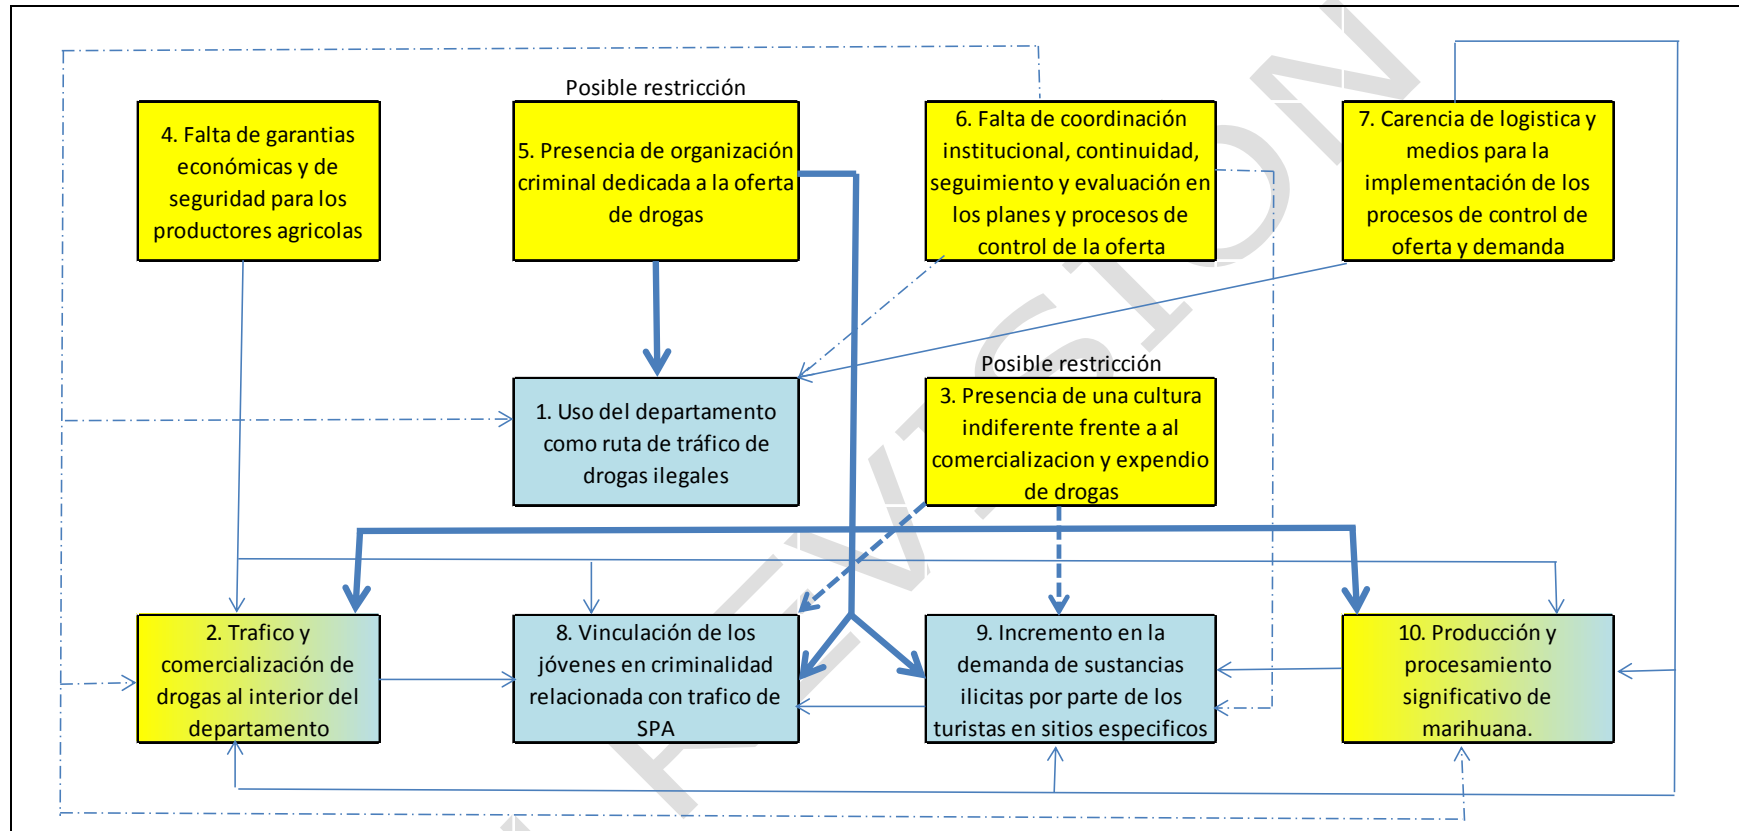 Posible restricción
4. Falta de garantias
económicas y de
seguridad para los
productores agricolas
5. Presencia de organización
criminal dedicada a la oferta
de drogas
6. Falta de coordinación
institucional, continuidad,
seguimiento y evaluación en
los planes y procesos de
control de la oferta
7. Carencia de logistica y
medios para la
implementación de los
procesos de control de
oferta y demanda
1. Uso del departamento
como ruta de tráfico de
drogas ilegales
Posible restricción
3. Presencia de una cultura
indiferente frente a al
comercializacion y expendio
de drogas
2. Trafico y
comercialización de
drogas al interior del
departamento
8. Vinculación de los
jóvenes en criminalidad
relacionada con trafico de
SPA
9. Incremento en la
demanda de sustancias
ilicitas por parte de los
turistas en sitios especificos
10. Producción y
procesamiento
significativo de
marihuana.
REVISION